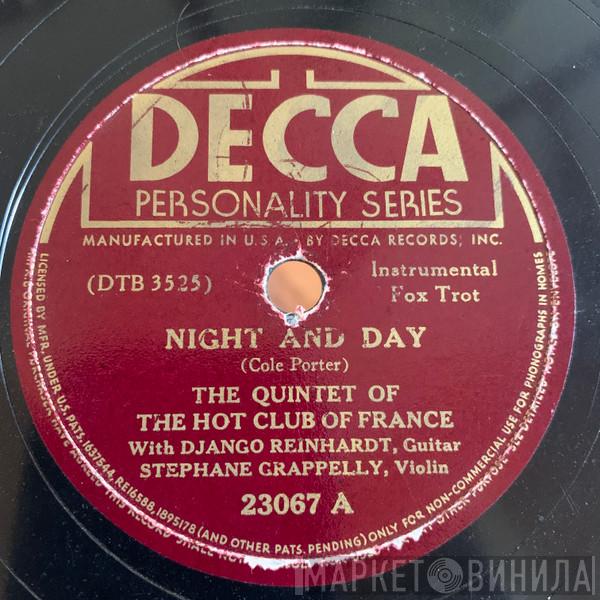 DECCA
PERSONALITY SERIES
MANUFACTURED IN U.S.A. BY DECCA RECORDS, INC.
(DTB 3525)
Instrumental
Fox Trot
NIGHT AND DAY
(Cole Porter)
THE QUINTET OF
THE HOT CLUB OF FRANCE
With DJANGO REINHARDT, Guitar
STEPHANE GRAPPELLY, Violin
23067 A
LICENSED BY MFR. UNDER U.S. PATS. 1637544, RE16588, 1895178 (AND OTHER PATS. PENDING) ONLY FOR NON-COMMERCIAL USE FOR PHONOGRAPHS IN HOMES
МАРКЕТ ВИНИЛА